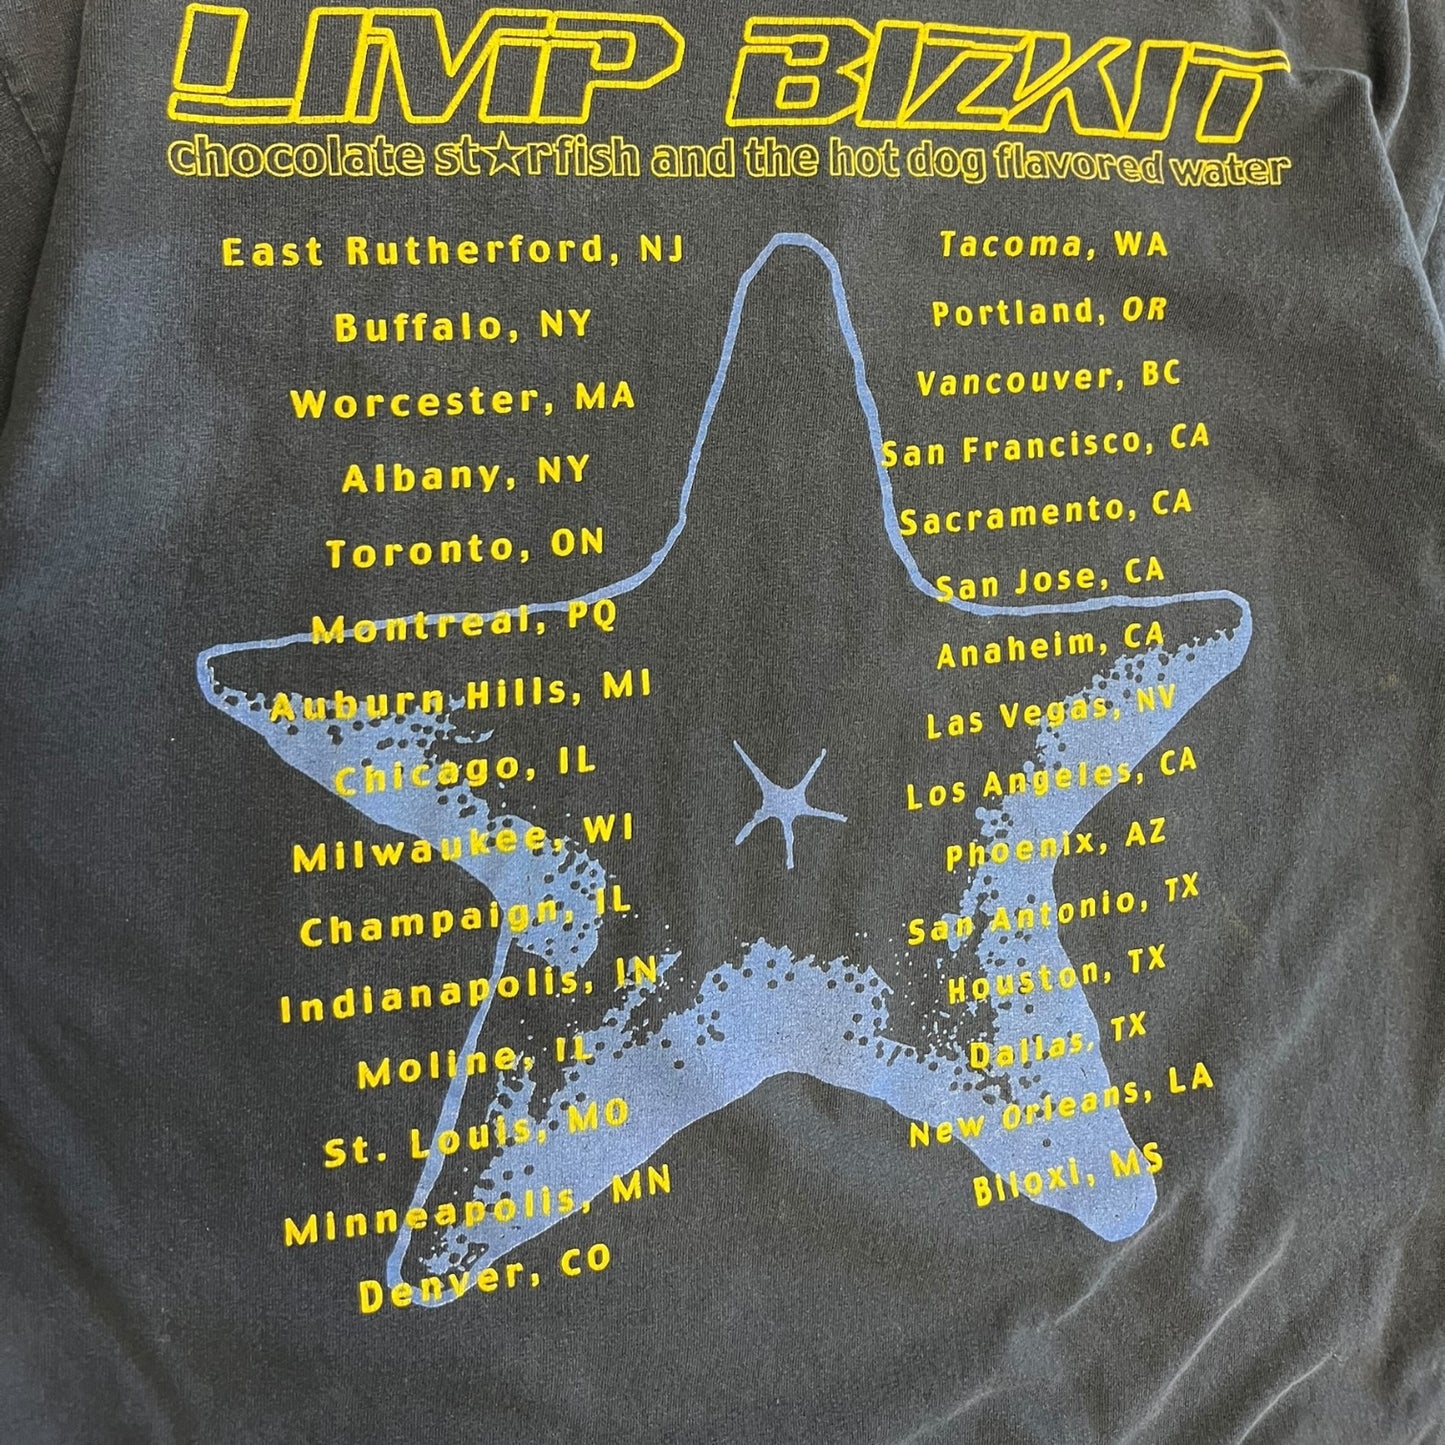 LIMP BIZKIT
chocolate st★rfish and the hot dog flavored water
East Rutherford, NJ
Buffalo, NY
Worcester, MA
Albany, NY
Toronto, ON
Montreal, PQ
Auburn Hills, MI
Chicago, IL
Milwaukee, WI
Champaign, IL
Indianapolis, IN
Moline, IL
St. Louis, MO
Minneapolis, MN
Denver, CO
Tacoma, WA
Portland, OR
Vancouver, BC
San Francisco, CA
Sacramento, CA
San Jose, CA
Anaheim, CA
Las Vegas, NV
Los Angeles, CA
Phoenix, AZ
San Antonio, TX
Houston, TX
Dallas, TX
New Orleans, LA
Biloxi, MS